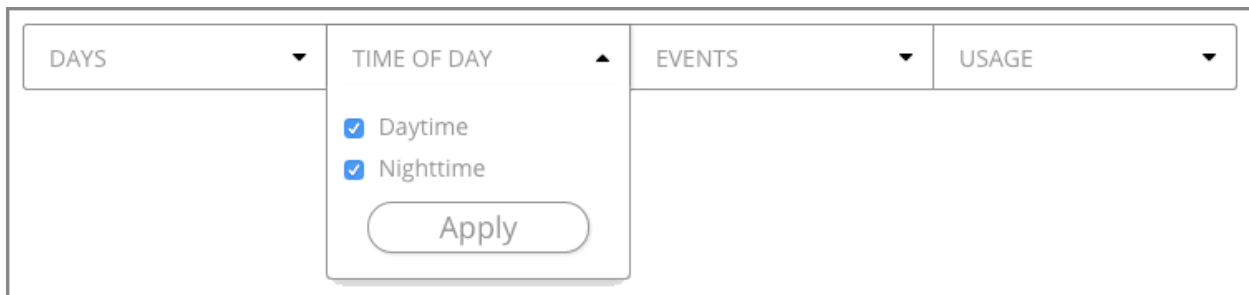 DAYS TIME OF DAY EVENTS USAGE
Daytime
Nighttime
Apply